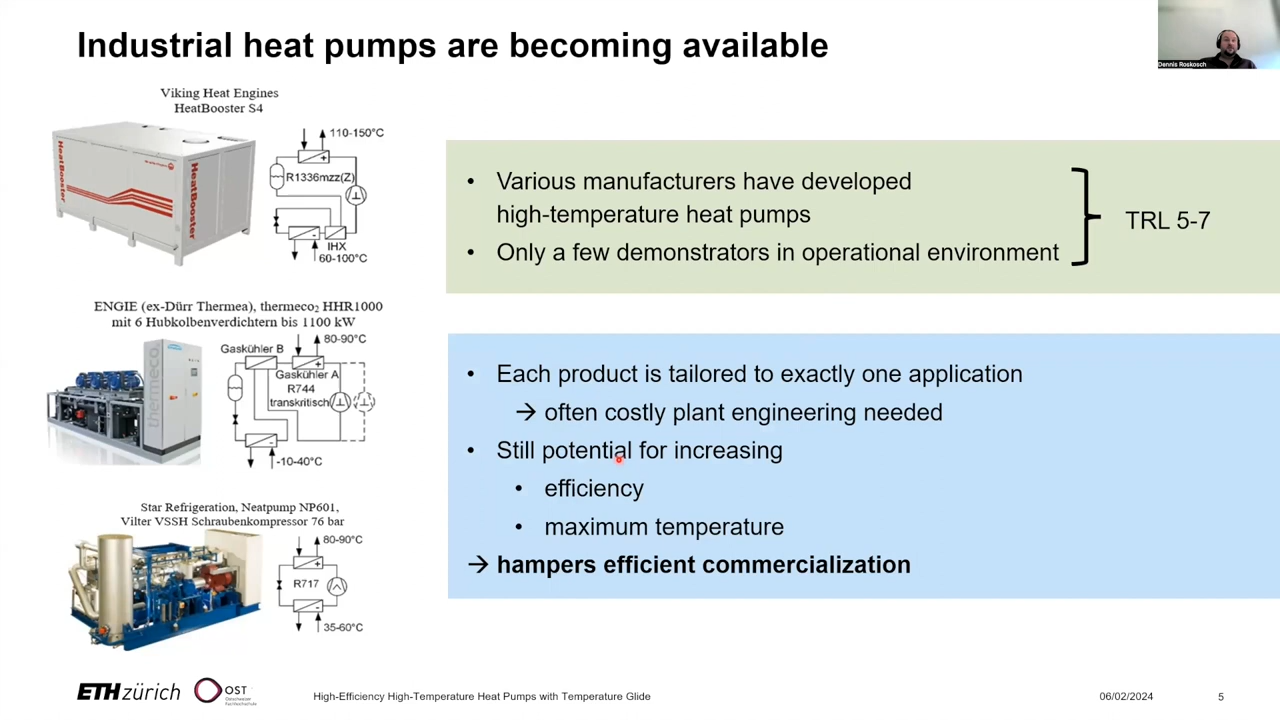 Industrial heat pumps are becoming available
Dennis Roskosch
Viking Heat Engines
HeatBooster S4
HeatBooster
HeatBooster
110-150°C
+
R1336mzz(Z)
-
IHX
60-100°C
ENGIE (ex-Dürr Thermea), thermeco₂ HHR1000
mit 6 Hubkolbenverdichtern bis 1100 kW
thermeco
80-90°C
Gaskühler B
+
Gaskühler A
R744
transkritisch
-
-10-40°C
Star Refrigeration, Neatpump NP601,
Vilter VSSH Schraubenkompressor 76 bar
80-90°C
+
R717
-
35-60°C
• Various manufacturers have developed
high-temperature heat pumps
• Only a few demonstrators in operational environment
TRL 5-7
• Each product is tailored to exactly one application
→ often costly plant engineering needed
• Still potential for increasing
• efficiency
• maximum temperature
→ hampers efficient commercialization
ETH zürich
OST
Ostschweizer
Fachhochschule
High-Efficiency High-Temperature Heat Pumps with Temperature Glide
06/02/2024
5